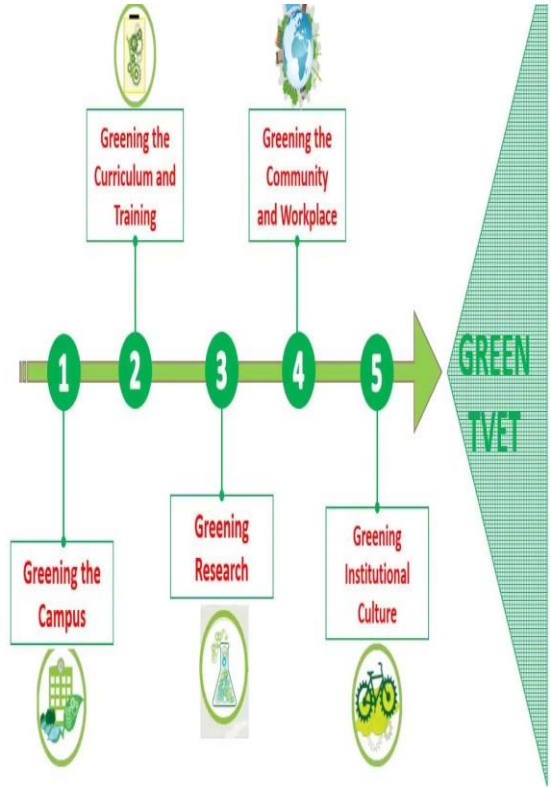 Greening the
Curriculum and
Training
Greening the
Community
and Workplace
1
2
3
4
5
GREEN
TVET
Greening the
Campus
Greening
Research
Greening
Institutional
Culture